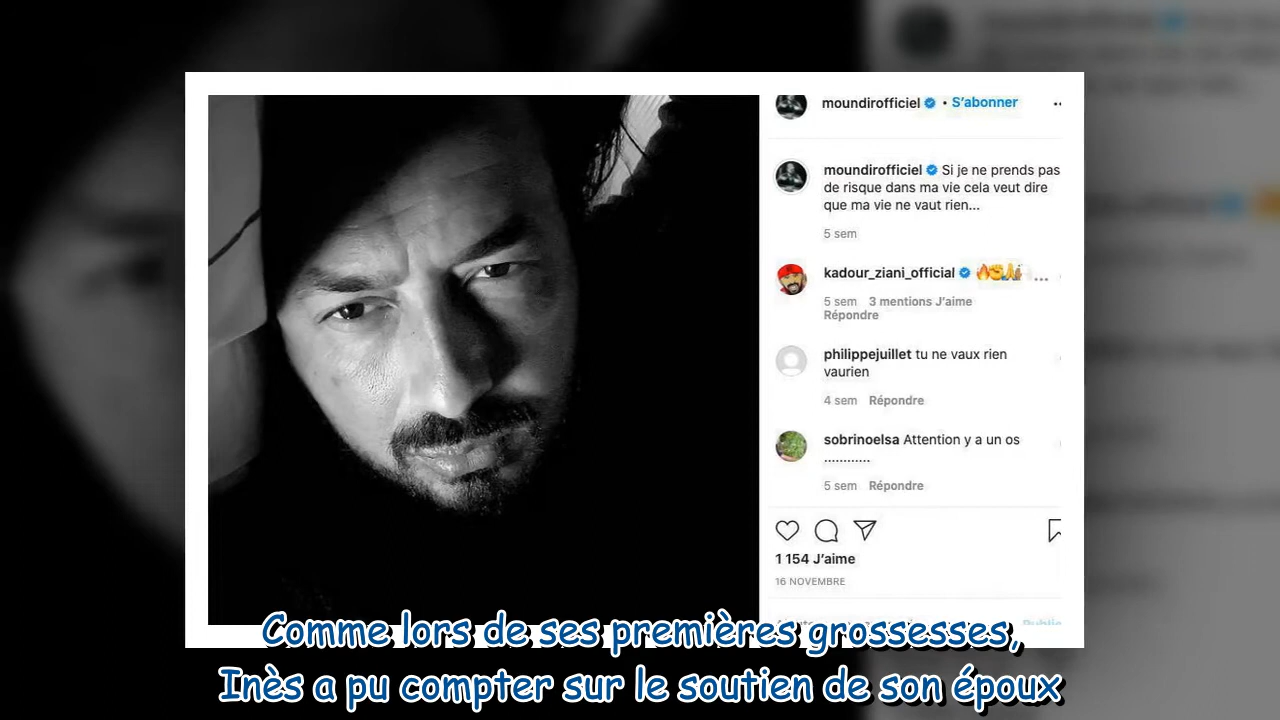 moundirofficiel • S'abonner
moundirofficiel Si je ne prends pas
de risque dans ma vie cela veut dire
que ma vie ne vaut rien...
5 sem
kadour_ziani_official
5 sem 3 mentions J'aime
Répondre
philippejuillet tu ne vaux rien
vaurien
4 sem Répondre
sobrinoelsa Attention y a un os
............
5 sem Répondre
1 154 J'aime
16 NOVEMBRE
Comme lors de ses premières grossesses,
Inès a pu compter sur le soutien de son époux